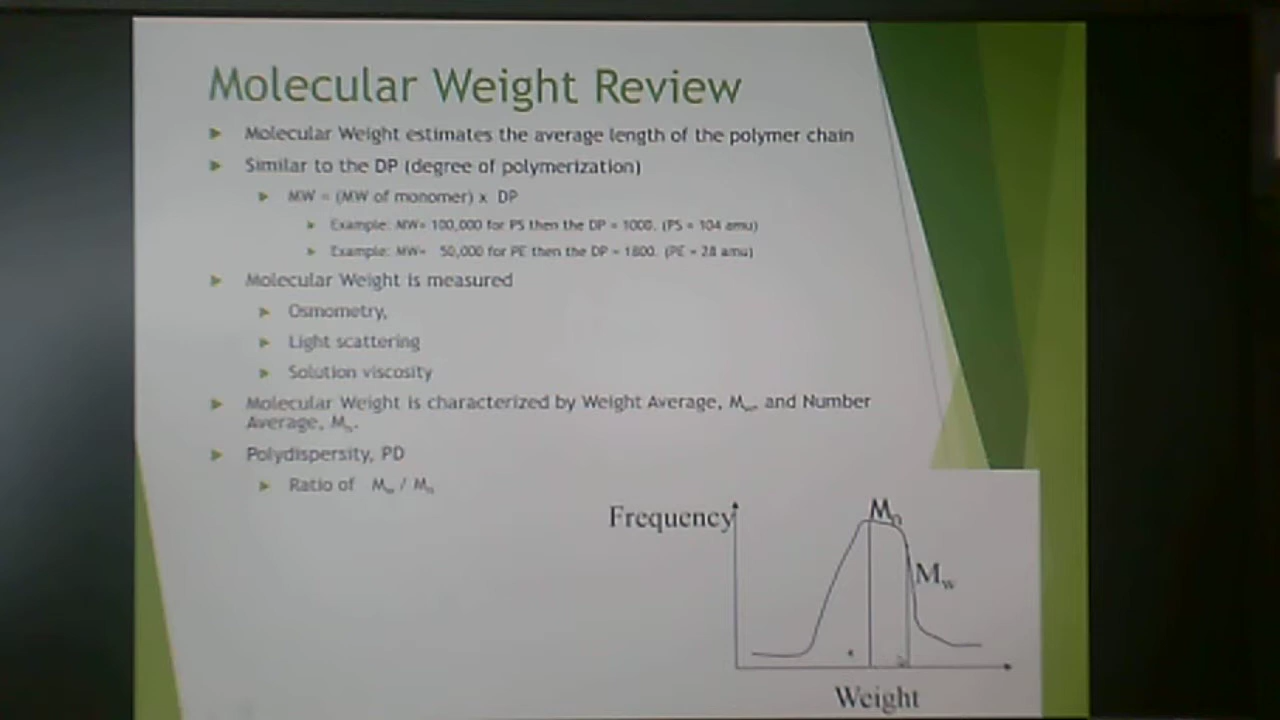 Molecular Weight Review
Molecular Weight estimates the average length of the polymer chain
Similar to the DP (degree of polymerization)
MW = (MW of monomer) x DP
Example: MW= 100,000 for PS then the DP = 1000. (PS = 104 amu)
Example: MW= 50,000 for PE then the DP = 1800. (PE = 28 amu)
Molecular Weight is measured
Osmometry,
Light scattering
Solution viscosity
Molecular Weight is characterized by Weight Average, Mw, and Number
Average, Mn.
Polydispersity, PD
Ratio of Mw / Mn
Frequency
Mn
Mw
Weight